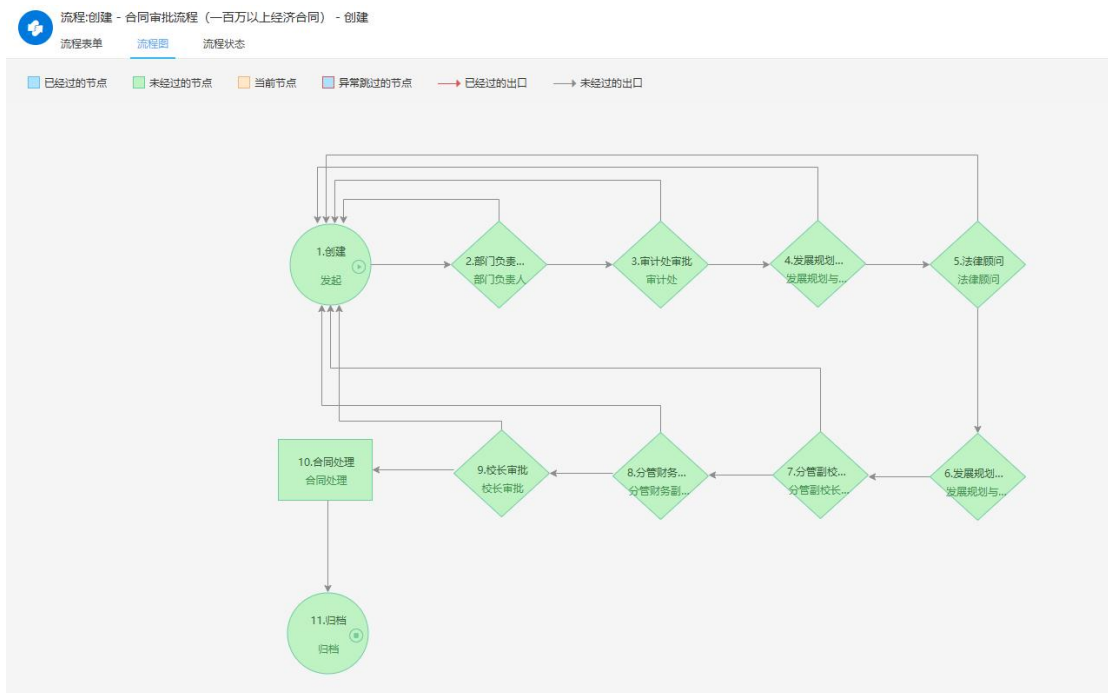 流程:创建 - 合同审批流程（一百万以上经济合同） - 创建
流程表单 流程图 流程状态
已经过的节点 未经过的节点 当前节点 异常跳过的节点 已经过的出口 未经过的出口
1.创建
发起
2.部门负责...
部门负责人
3.审计处审批
审计处
4.发展规划...
发展规划与...
5.法律顾问
法律顾问
6.发展规划...
发展规划与...
7.分管副校...
分管副校长...
8.分管财务...
分管财务副...
9.校长审批
校长审批
10.合同处理
合同处理
11.归档
归档